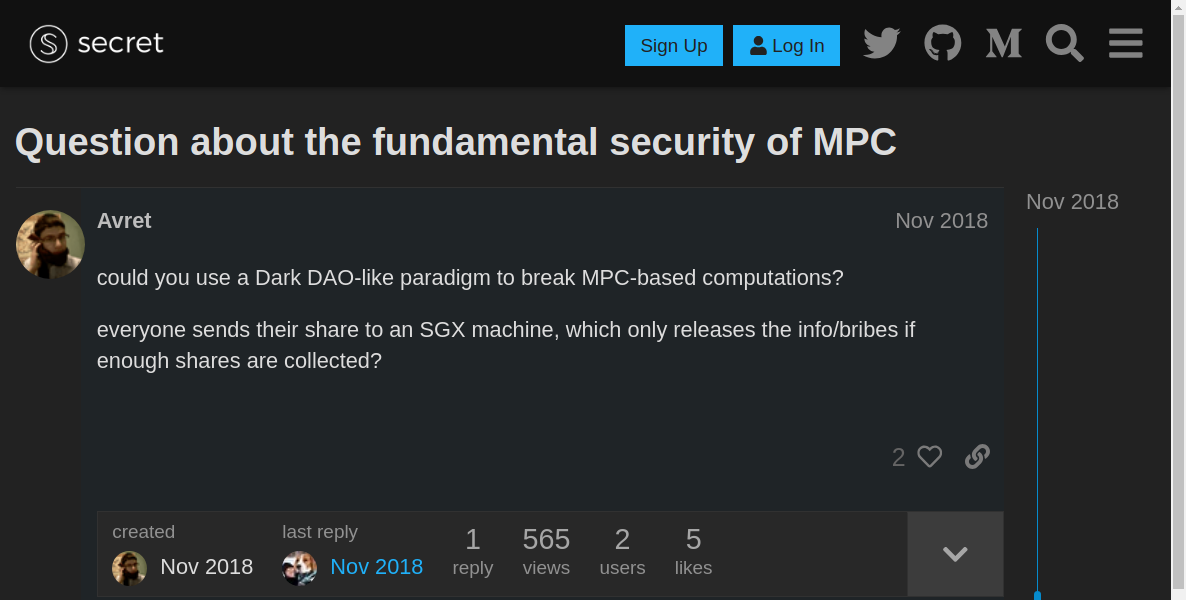 secret
Sign Up
Log In
Question about the fundamental security of MPC
Avret
Nov 2018
Nov 2018
could you use a Dark DAO-like paradigm to break MPC-based computations?
everyone sends their share to an SGX machine, which only releases the info/bribes if
enough shares are collected?
2
created
Nov 2018
last reply
Nov 2018
1
reply
565
views
2
users
5
likes